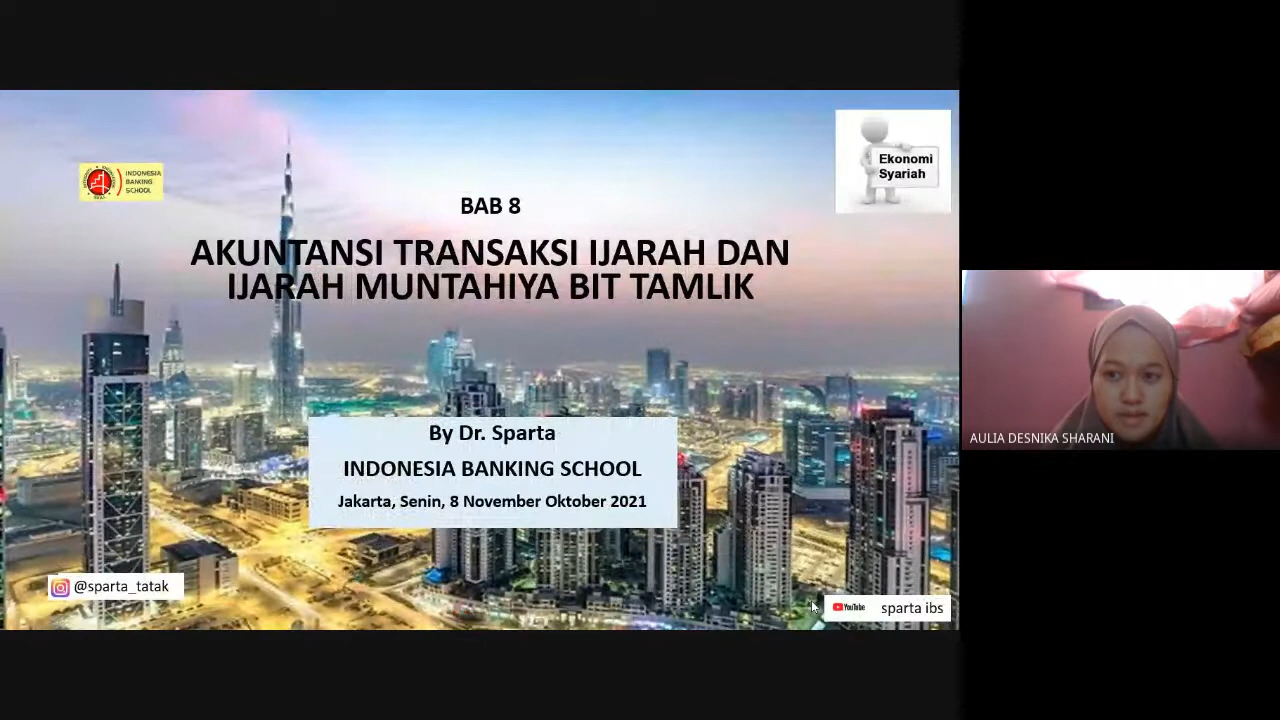 INDONESIA
BANKING
SCHOOL
Ekonomi
Syariah
BAB 8
AKUNTANSI TRANSAKSI IJARAH DAN
IJARAH MUNTAHIYA BIT TAMLIK
By Dr. Sparta
INDONESIA BANKING SCHOOL
Jakarta, Senin, 8 November Oktober 2021
AULIA DESNIKA SHARANI
@sparta_tatak
YouTube sparta ibs